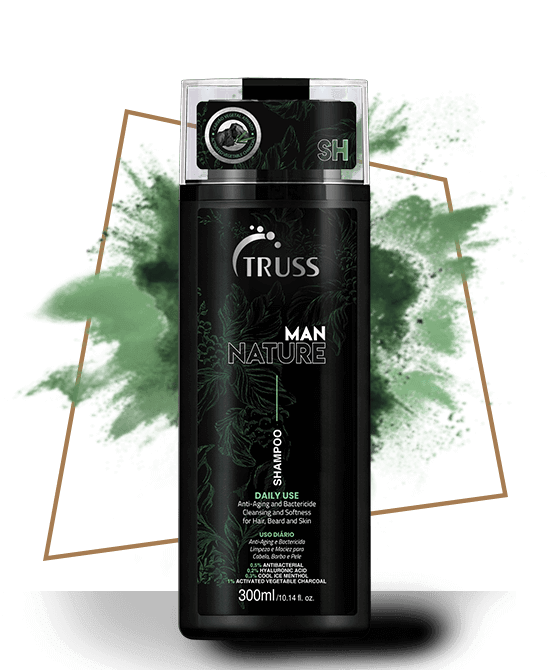 SH
TRUSS
MAN
NATURE
SHAMPOO
DAILY USE
Anti-Aging and Bactericide
Cleansing and Softness
for Hair, Beard and Skin
USO DIÁRIO
Anti-Aging e Bactericida
Limpeza e Maciez para
Cabelo, Barba e Pele
0,5% ANTIBACTERIAL
0,2% HYALURONIC ACID
0,3% COOL ICE MENTHOL
1% ACTIVATED VEGETABLE CHARCOAL
300ml/10.14 fl. oz.